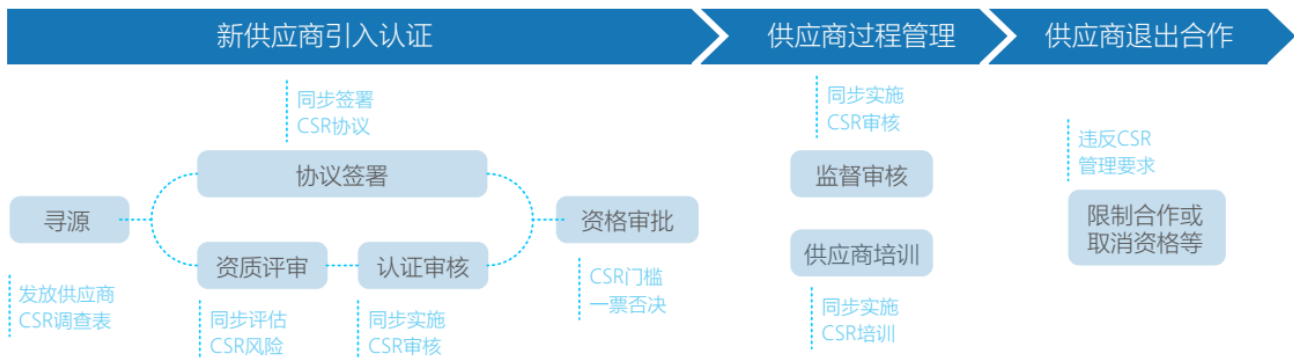 新供应商引入认证
供应商过程管理
供应商退出合作
同步签署
CSR协议
协议签署
寻源
发放供应商
CSR调查表
资质评审
同步评估
CSR风险
认证审核
同步实施
CSR审核
资格审批
CSR门槛
一票否决
同步实施
CSR审核
监督审核
供应商培训
同步实施
CSR培训
违反CSR
管理要求
限制合作或
取消资格等